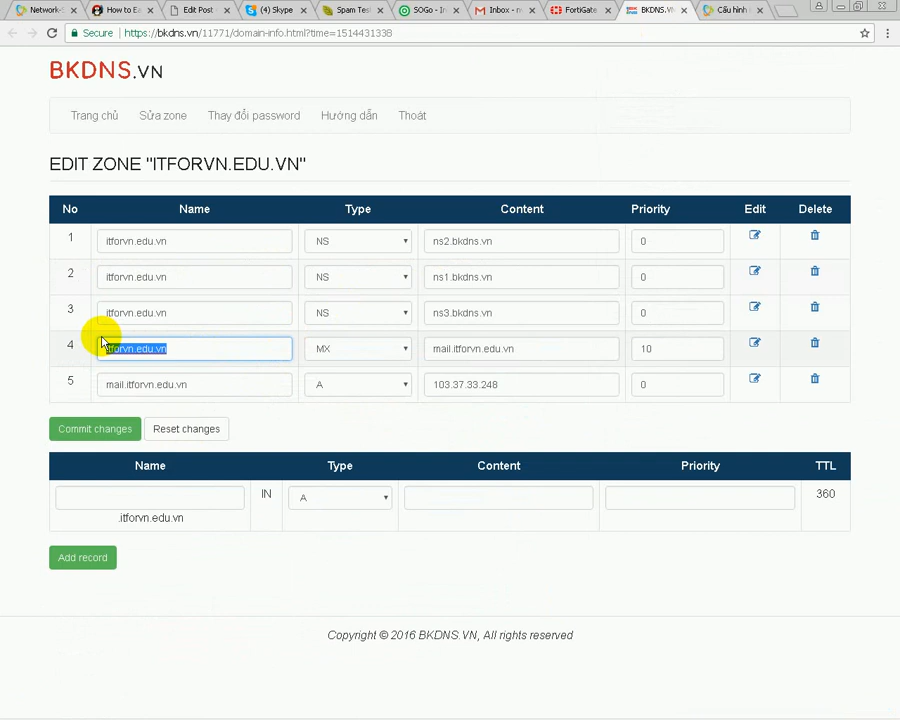 Network-S
How to Ea
Edit Post
(4) Skype
Spam Tes
SOGo - In
Inbox - n
FortiGate
BKDNS.VN
Cấu hình
Secure https://bkdns.vn/11771/domain-info.html?time=1514431338
BKDNS.VN
Trang chủ Sửa zone Thay đổi password Hướng dẫn Thoát
EDIT ZONE "ITFORVN.EDU.VN"
No Name Type Content Priority Edit Delete
1 itforvn.edu.vn NS ns2.bkdns.vn 0
2 itforvn.edu.vn NS ns1.bkdns.vn 0
3 itforvn.edu.vn NS ns3.bkdns.vn 0
4 itforvn.edu.vn MX mail.itforvn.edu.vn 10
5 mail.itforvn.edu.vn A 103.37.33.248 0
Commit changes Reset changes
Name Type Content Priority TTL
IN A 360
.itforvn.edu.vn
Add record
Copyright © 2016 BKDNS.VN, All rights reserved